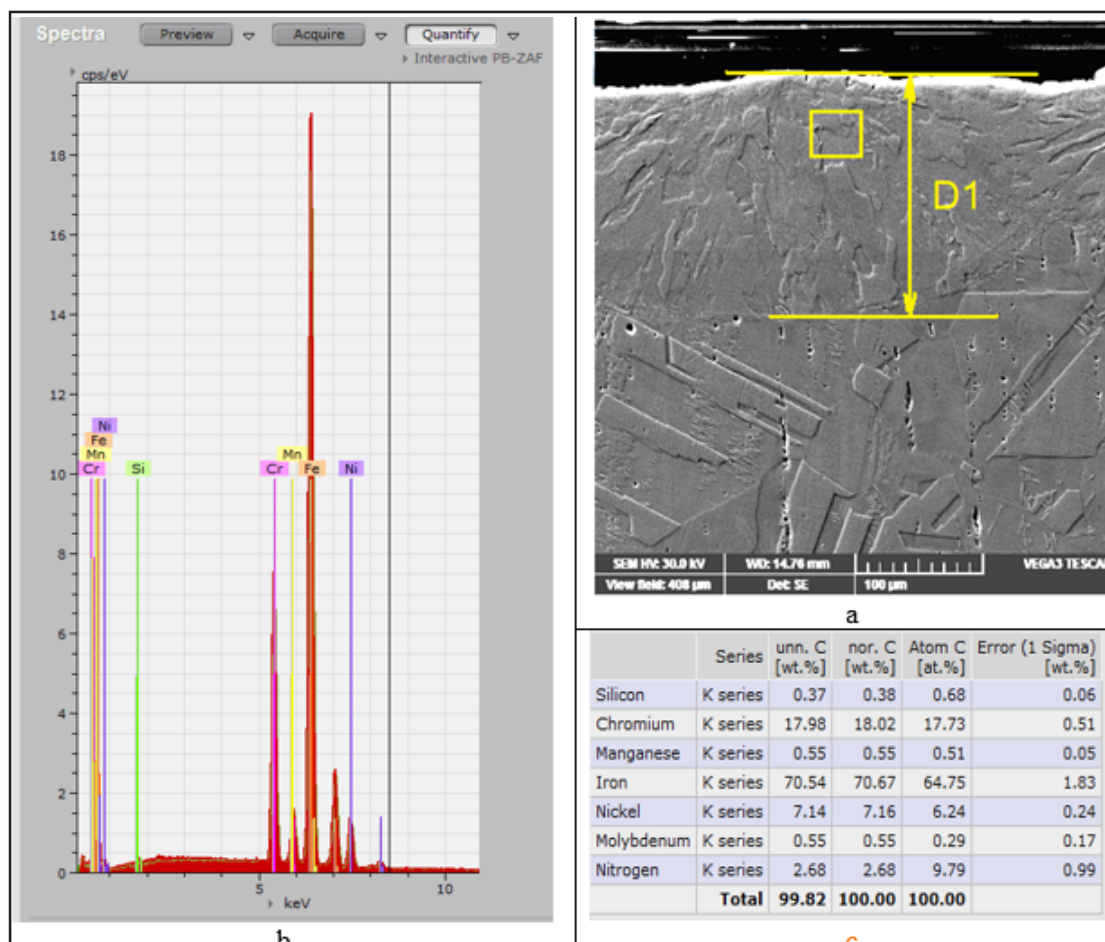 Spectra Preview Acquire Quantify
Interactive PB-ZAF
cps/eV
18
16
14
12
Ni
Fe
Mn Mn
Cr Si Cr Fe Ni
10
8
6
4
2
0
5 10
keV
b
D1
SEM HV: 30.0 kV WD: 14.76 mm VEGA3 TESCA
View field: 408 µm Det: SE 100 µm
a
Series unn. C nor. C Atom C Error (1 Sigma)
[wt.%] [wt.%] [at.%] [wt.%]
Silicon K series 0.37 0.38 0.68 0.06
Chromium K series 17.98 18.02 17.73 0.51
Manganese K series 0.55 0.55 0.51 0.05
Iron K series 70.54 70.67 64.75 1.83
Nickel K series 7.14 7.16 6.24 0.24
Molybdenum K series 0.55 0.55 0.29 0.17
Nitrogen K series 2.68 2.68 9.79 0.99
Total 99.82 100.00 100.00
c